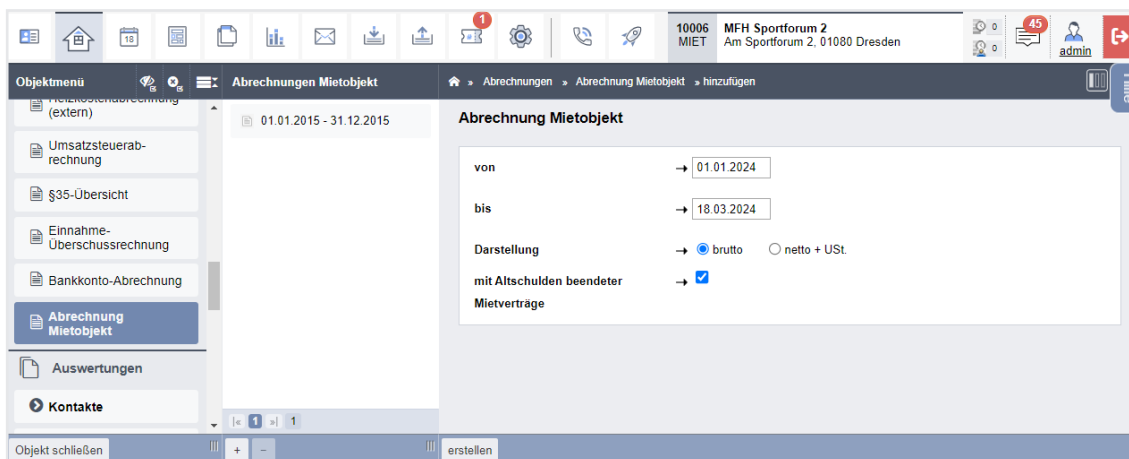 18
1
10006 MFH Sportforum 2
MIET Am Sportforum 2, 01080 Dresden
0
0
45
admin
Objektmenü
Abrechnungen Mietobjekt
» Abrechnungen » Abrechnung Mietobjekt » hinzufügen
Heizkostenabrechnung
(extern)
Umsatzsteuerab-
rechnung
§35-Übersicht
Einnahme-
Überschussrechnung
Bankkonto-Abrechnung
Abrechnung
Mietobjekt
Auswertungen
Kontakte
Objekt schließen
01.01.2015 - 31.12.2015
|« 1 »| 1
+ −
Abrechnung Mietobjekt
von → 01.01.2024
bis → 18.03.2024
Darstellung → brutto netto + USt.
mit Altschulden beendeter →
Mietverträge
erstellen